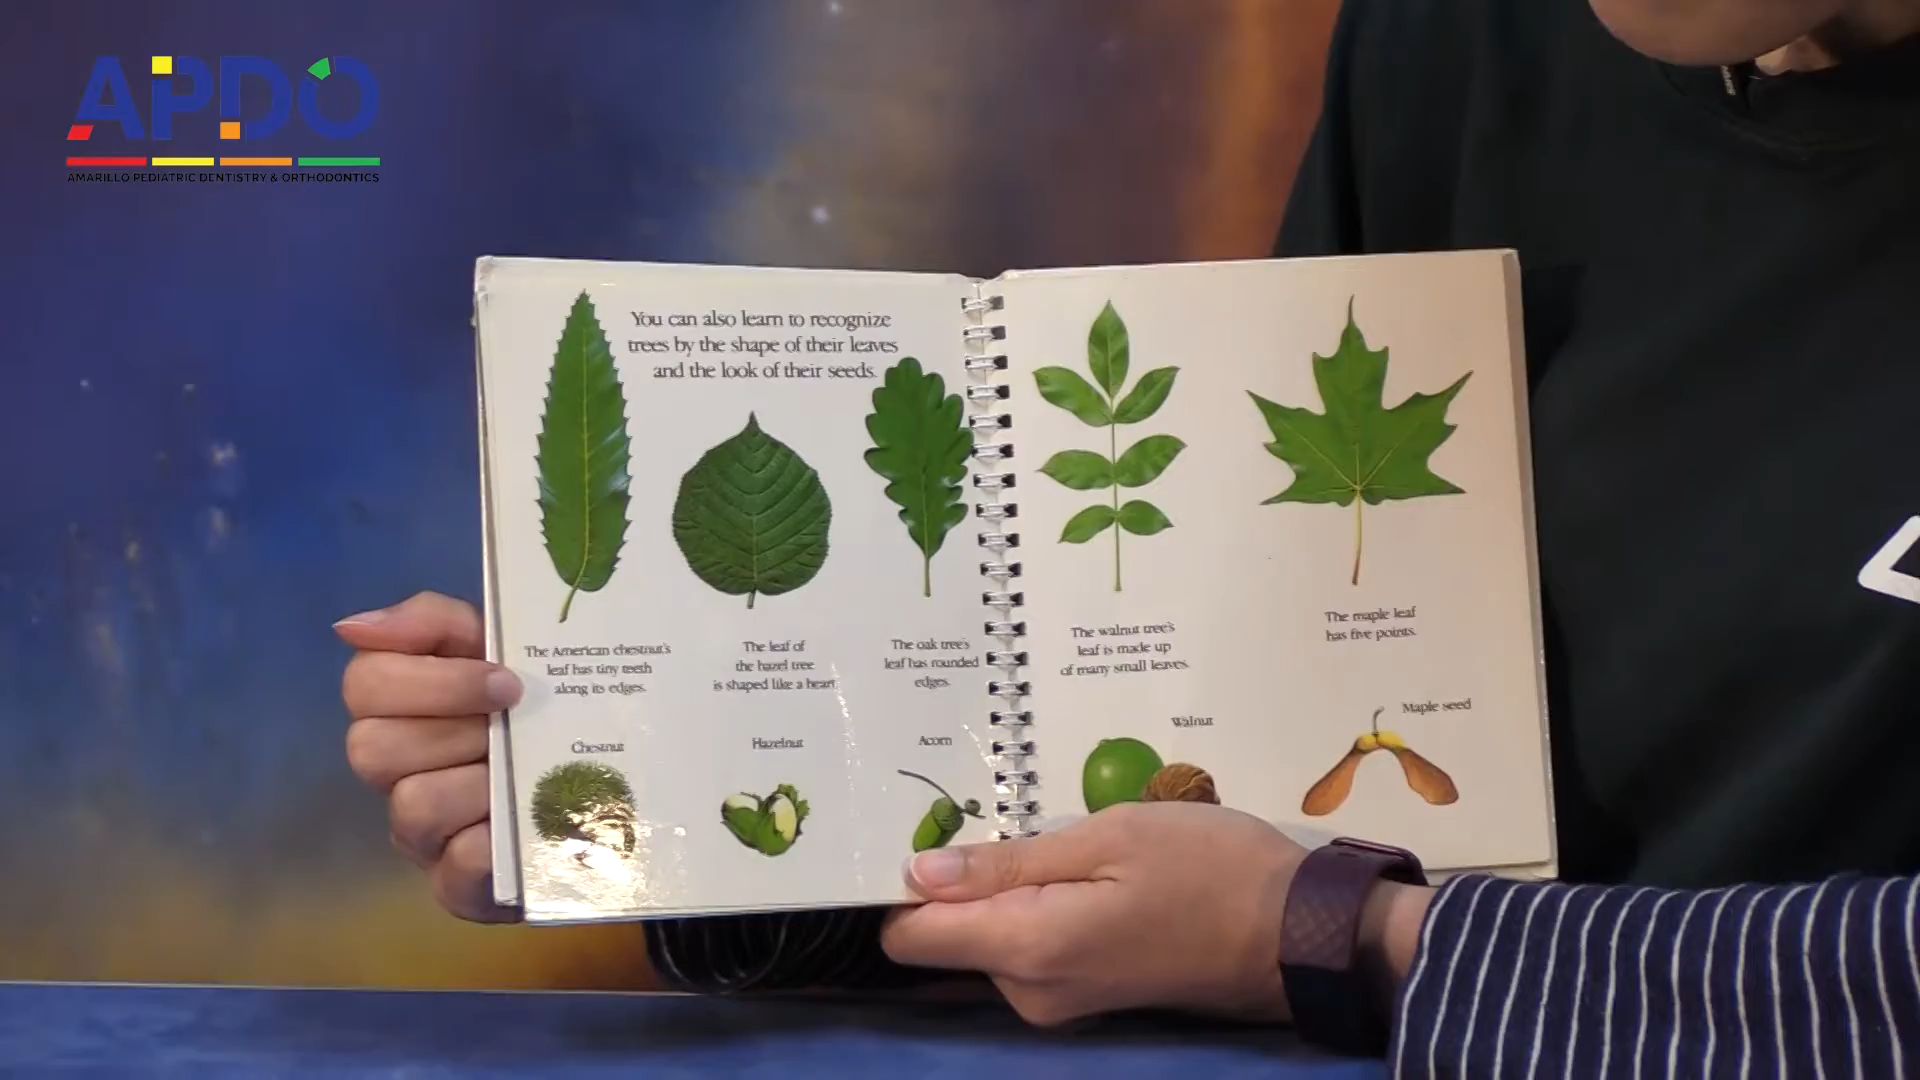 APDO
AMARILLO PEDIATRIC DENTISTRY & ORTHODONTICS
You can also learn to recognize
trees by the shape of their leaves
and the look of their seeds.
The American chestnut's
leaf has tiny teeth
along its edges.
The leaf of
the hazel tree
is shaped like a heart
The oak tree's
leaf has rounded
edges.
Chestnut
Hazelnut
Acorn
The walnut tree's
leaf is made up
of many small leaves.
The maple leaf
has five points.
Walnut
Maple seed